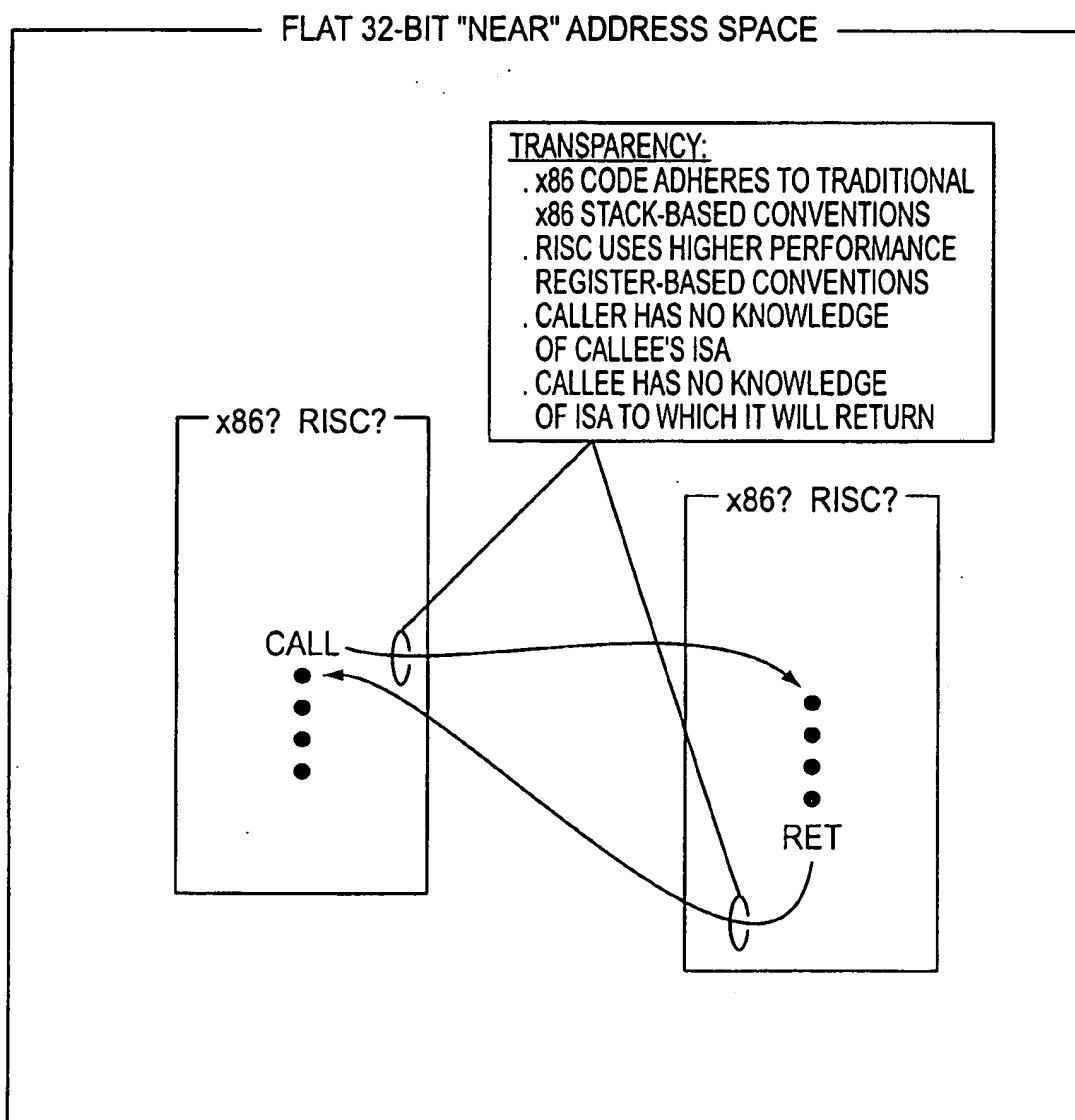 FLAT 32-BIT "NEAR" ADDRESS SPACE
TRANSPARENCY:
. x86 CODE ADHERES TO TRADITIONAL
x86 STACK-BASED CONVENTIONS
. RISC USES HIGHER PERFORMANCE
REGISTER-BASED CONVENTIONS
. CALLER HAS NO KNOWLEDGE
OF CALLEE'S ISA
. CALLEE HAS NO KNOWLEDGE
OF ISA TO WHICH IT WILL RETURN
x86? RISC?
x86? RISC?
CALL
RET